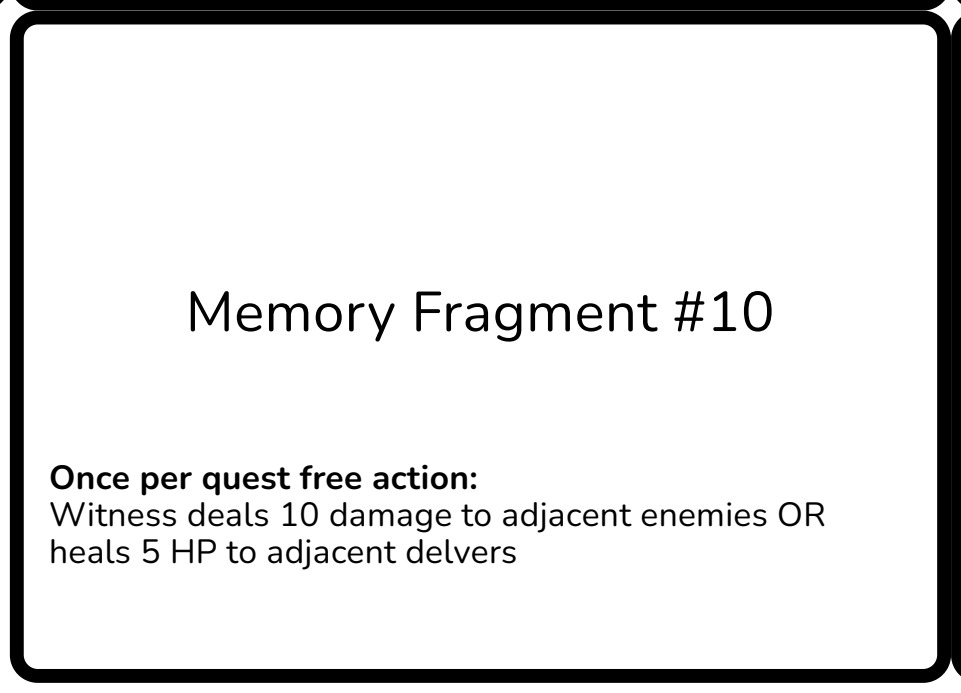 Memory Fragment #10
Once per quest free action:
Witness deals 10 damage to adjacent enemies OR
heals 5 HP to adjacent delvers